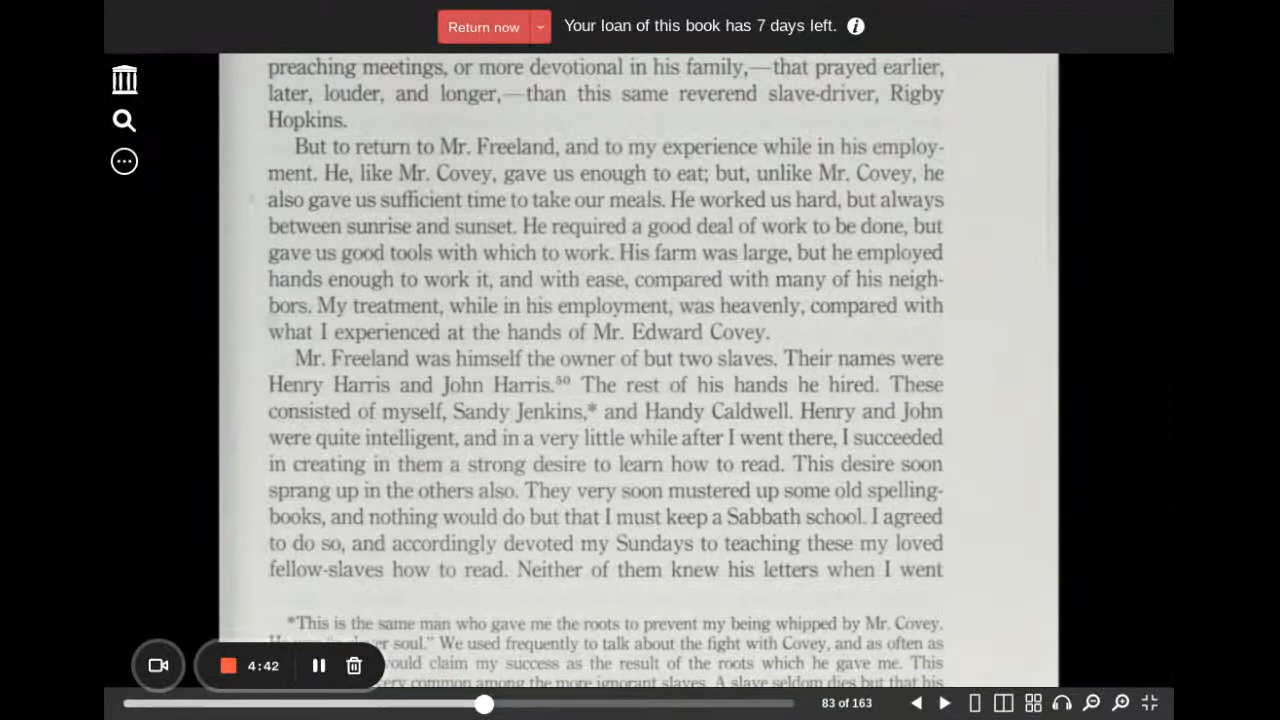 Return now
Your loan of this book has 7 days left.
preaching meetings, or more devotional in his family,—that prayed earlier,
later, louder, and longer,—than this same reverend slave-driver, Rigby
Hopkins.
But to return to Mr. Freeland, and to my experience while in his employ-
ment. He, like Mr. Covey, gave us enough to eat; but, unlike Mr. Covey, he
also gave us sufficient time to take our meals. He worked us hard, but always
between sunrise and sunset. He required a good deal of work to be done, but
gave us good tools with which to work. His farm was large, but he employed
hands enough to work it, and with ease, compared with many of his neigh-
bors. My treatment, while in his employment, was heavenly, compared with
what I experienced at the hands of Mr. Edward Covey.
Mr. Freeland was himself the owner of but two slaves. Their names were
Henry Harris and John Harris.⁵⁰ The rest of his hands he hired. These
consisted of myself, Sandy Jenkins,* and Handy Caldwell. Henry and John
were quite intelligent, and in a very little while after I went there, I succeeded
in creating in them a strong desire to learn how to read. This desire soon
sprang up in the others also. They very soon mustered up some old spelling-
books, and nothing would do but that I must keep a Sabbath school. I agreed
to do so, and accordingly devoted my Sundays to teaching these my loved
fellow-slaves how to read. Neither of them knew his letters when I went
*This is the same man who gave me the roots to prevent my being whipped by Mr. Covey.
soul." We used frequently to talk about the fight with Covey, and as often as
would claim my success as the result of the roots which he gave me. This
common among the more ignorant slaves. A slave seldom dies but that his
4:42
83 of 163